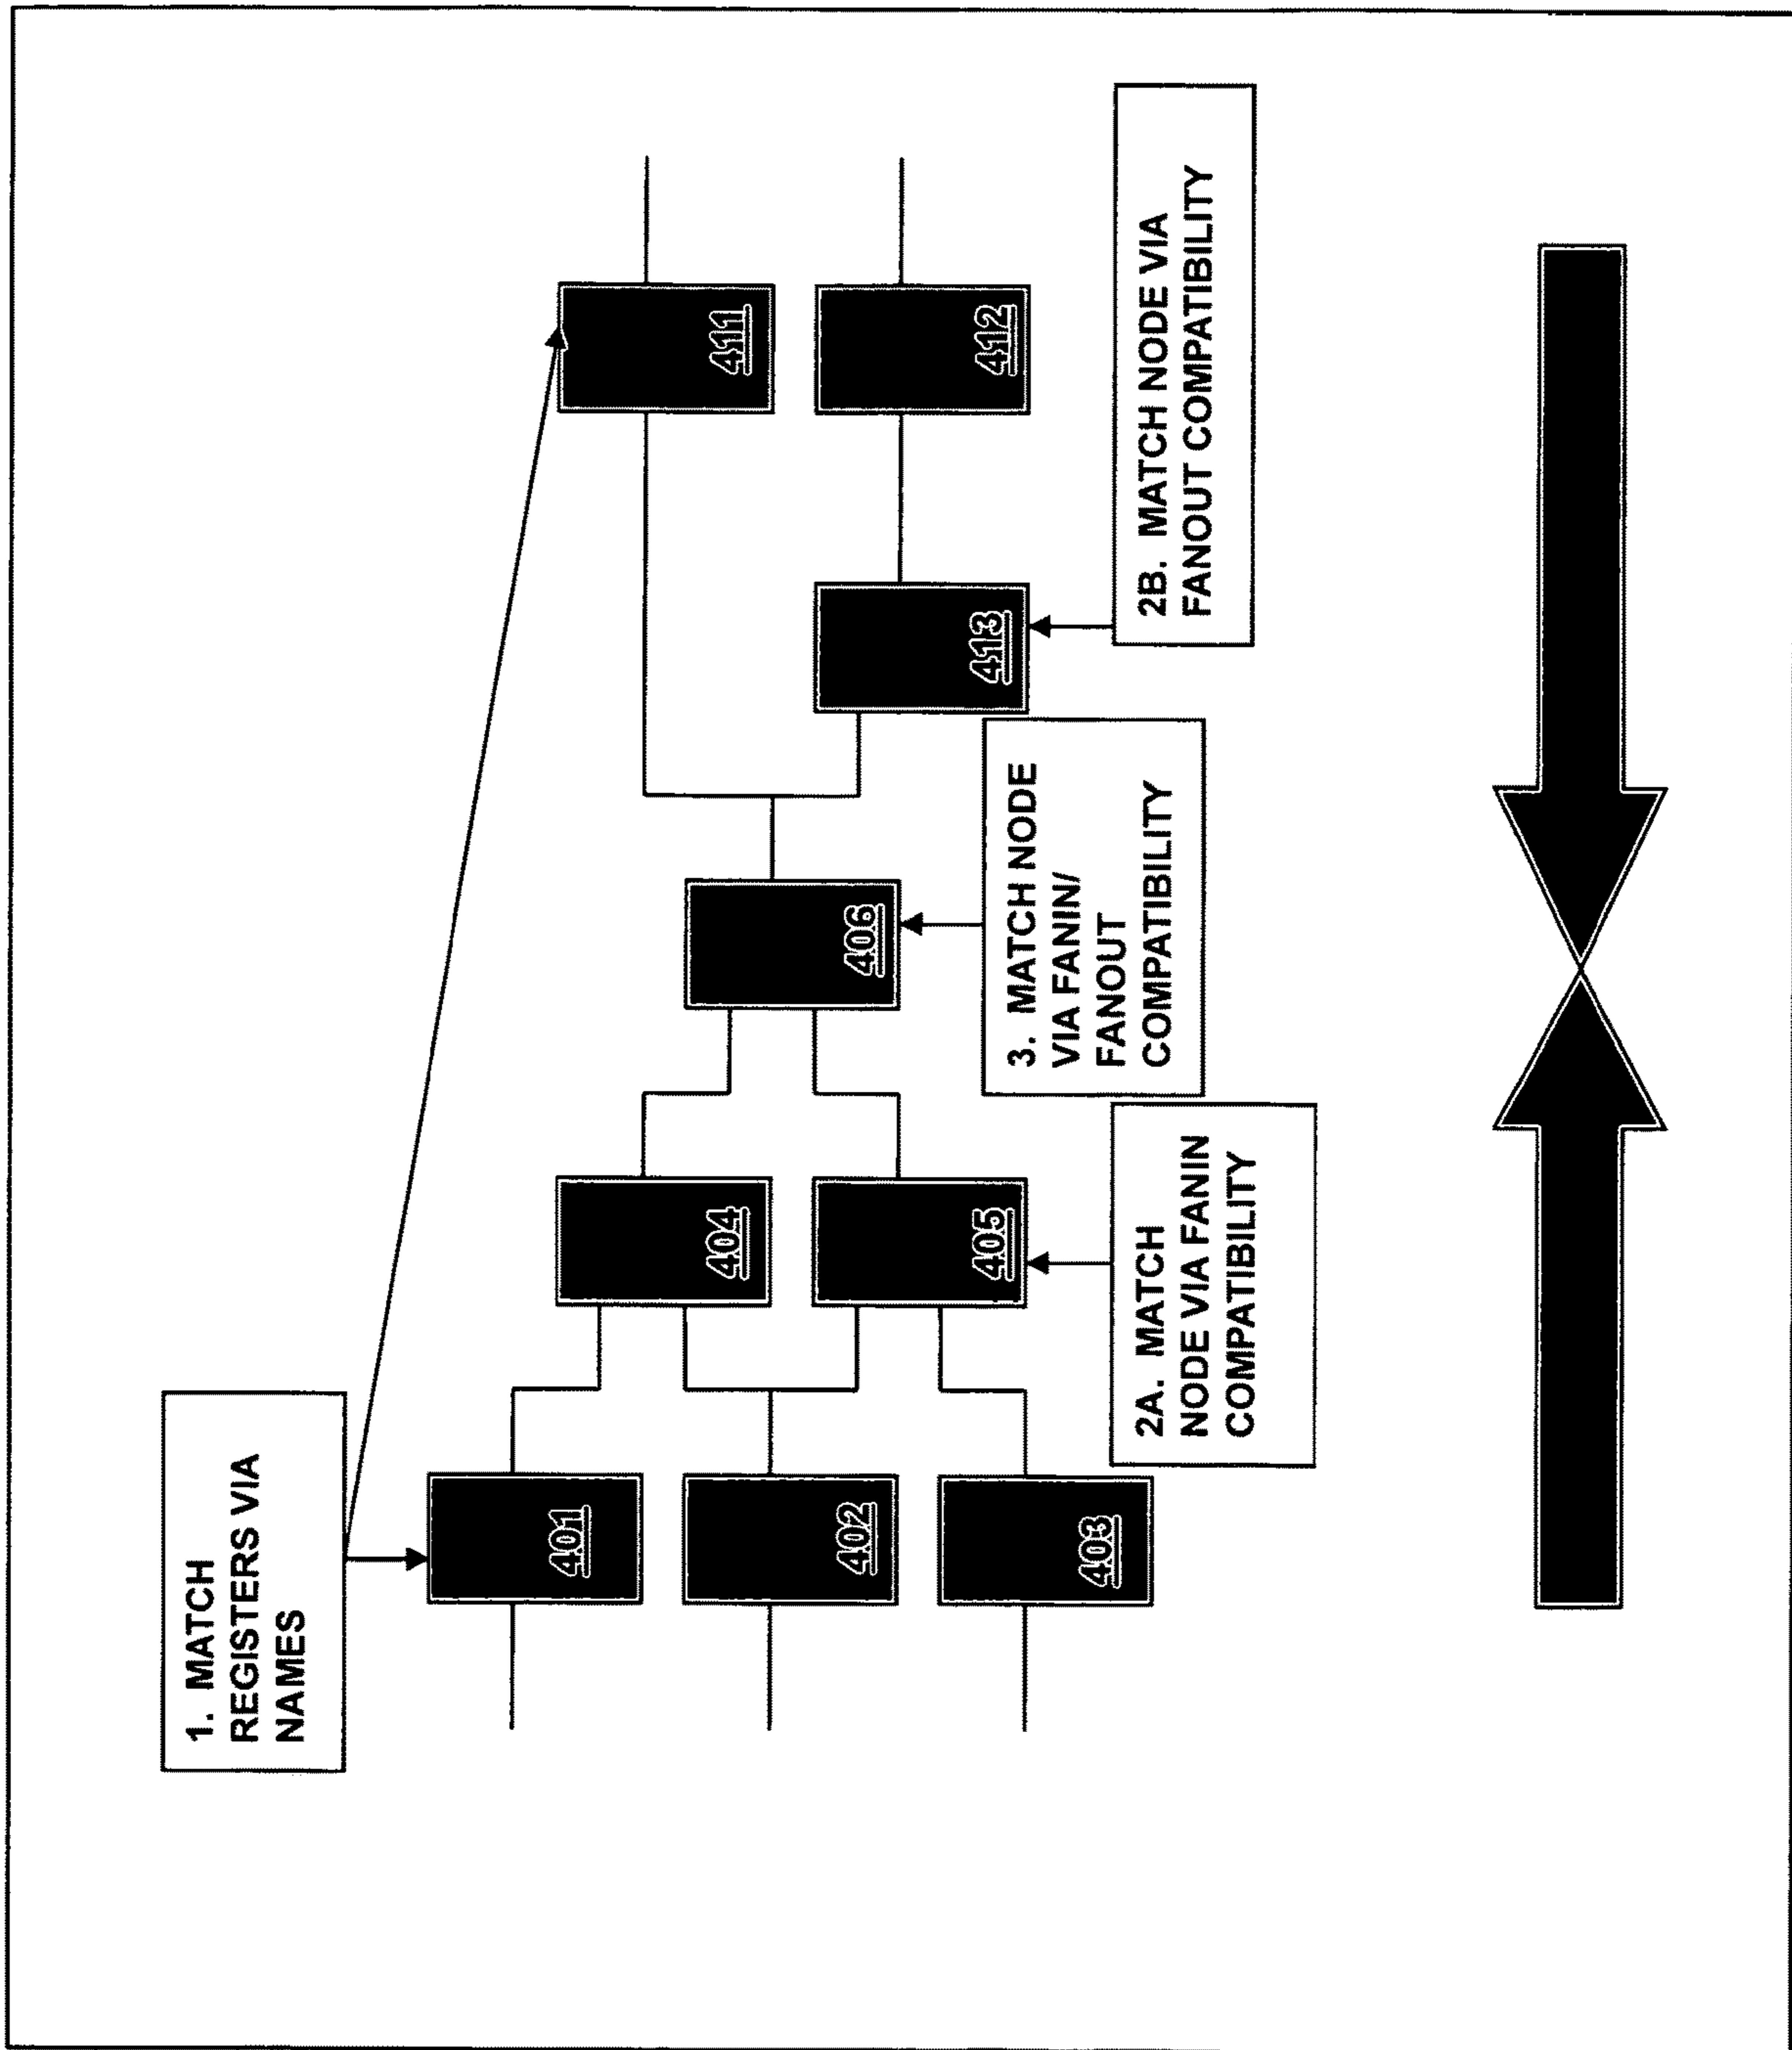 1. MATCH
REGISTERS VIA
NAMES
401
402
403
404
405
2A. MATCH
NODE VIA FANIN
COMPATIBILITY
406
3. MATCH NODE
VIA FANIN/
FANOUT
COMPATIBILITY
413
411
412
2B. MATCH NODE VIA
FANOUT COMPATIBILITY